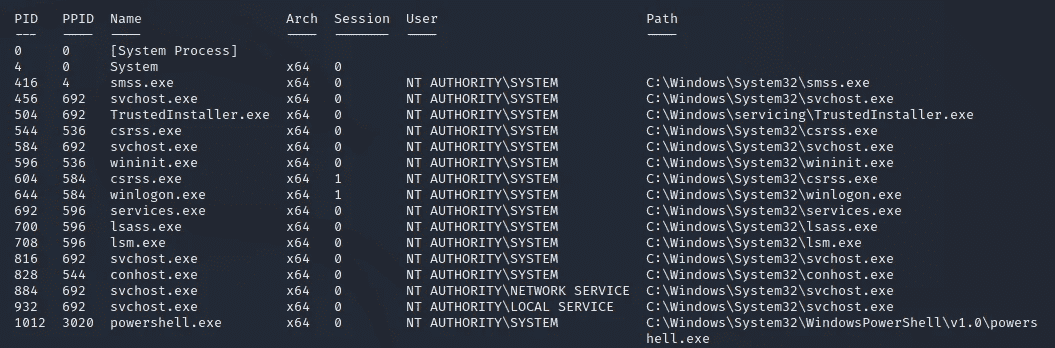 PID PPID Name Arch Session User Path
--- ---- ---- ---- ------- ---- ----
0 0 [System Process]
4 0 System x64 0
416 4 smss.exe x64 0 NT AUTHORITY\SYSTEM C:\Windows\System32\smss.exe
456 692 svchost.exe x64 0 NT AUTHORITY\SYSTEM C:\Windows\System32\svchost.exe
504 692 TrustedInstaller.exe x64 0 NT AUTHORITY\SYSTEM C:\Windows\servicing\TrustedInstaller.exe
544 536 csrss.exe x64 0 NT AUTHORITY\SYSTEM C:\Windows\System32\csrss.exe
584 692 svchost.exe x64 0 NT AUTHORITY\SYSTEM C:\Windows\System32\svchost.exe
596 536 wininit.exe x64 0 NT AUTHORITY\SYSTEM C:\Windows\System32\wininit.exe
604 584 csrss.exe x64 1 NT AUTHORITY\SYSTEM C:\Windows\System32\csrss.exe
644 584 winlogon.exe x64 1 NT AUTHORITY\SYSTEM C:\Windows\System32\winlogon.exe
692 596 services.exe x64 0 NT AUTHORITY\SYSTEM C:\Windows\System32\services.exe
700 596 lsass.exe x64 0 NT AUTHORITY\SYSTEM C:\Windows\System32\lsass.exe
708 596 lsm.exe x64 0 NT AUTHORITY\SYSTEM C:\Windows\System32\lsm.exe
816 692 svchost.exe x64 0 NT AUTHORITY\SYSTEM C:\Windows\System32\svchost.exe
828 544 conhost.exe x64 0 NT AUTHORITY\SYSTEM C:\Windows\System32\conhost.exe
884 692 svchost.exe x64 0 NT AUTHORITY\NETWORK SERVICE C:\Windows\System32\svchost.exe
932 692 svchost.exe x64 0 NT AUTHORITY\LOCAL SERVICE C:\Windows\System32\svchost.exe
1012 3020 powershell.exe x64 0 NT AUTHORITY\SYSTEM C:\Windows\System32\WindowsPowerShell\v1.0\powers
hell.exe